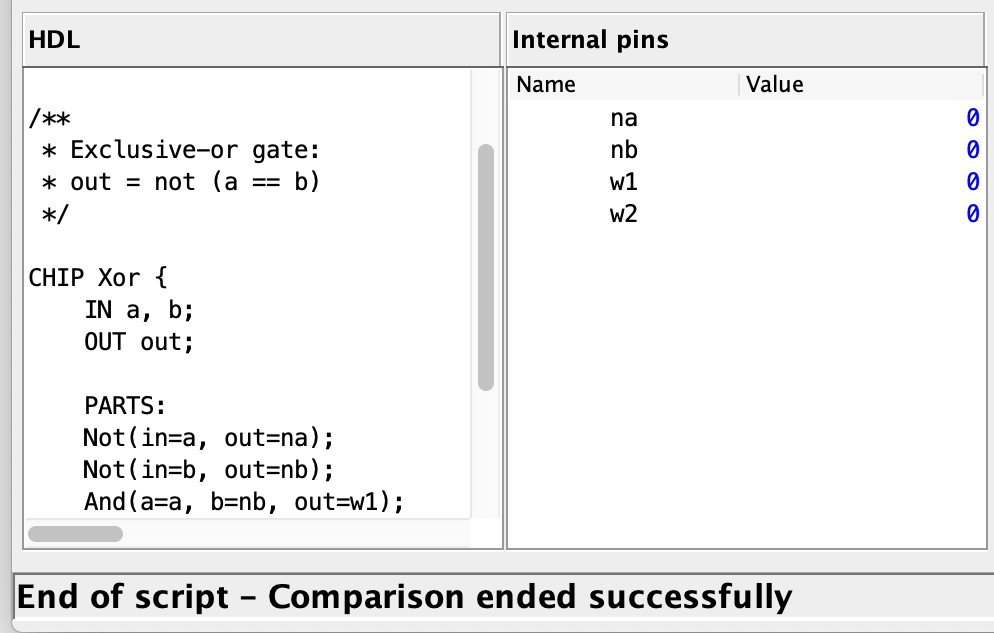 HDL
/**
 * Exclusive-or gate:
 * out = not (a == b)
 */
CHIP Xor {
    IN a, b;
    OUT out;
    PARTS:
    Not(in=a, out=na);
    Not(in=b, out=nb);
    And(a=a, b=nb, out=w1);
Internal pins
Name Value
na 0
nb 0
w1 0
w2 0
End of script - Comparison ended successfully